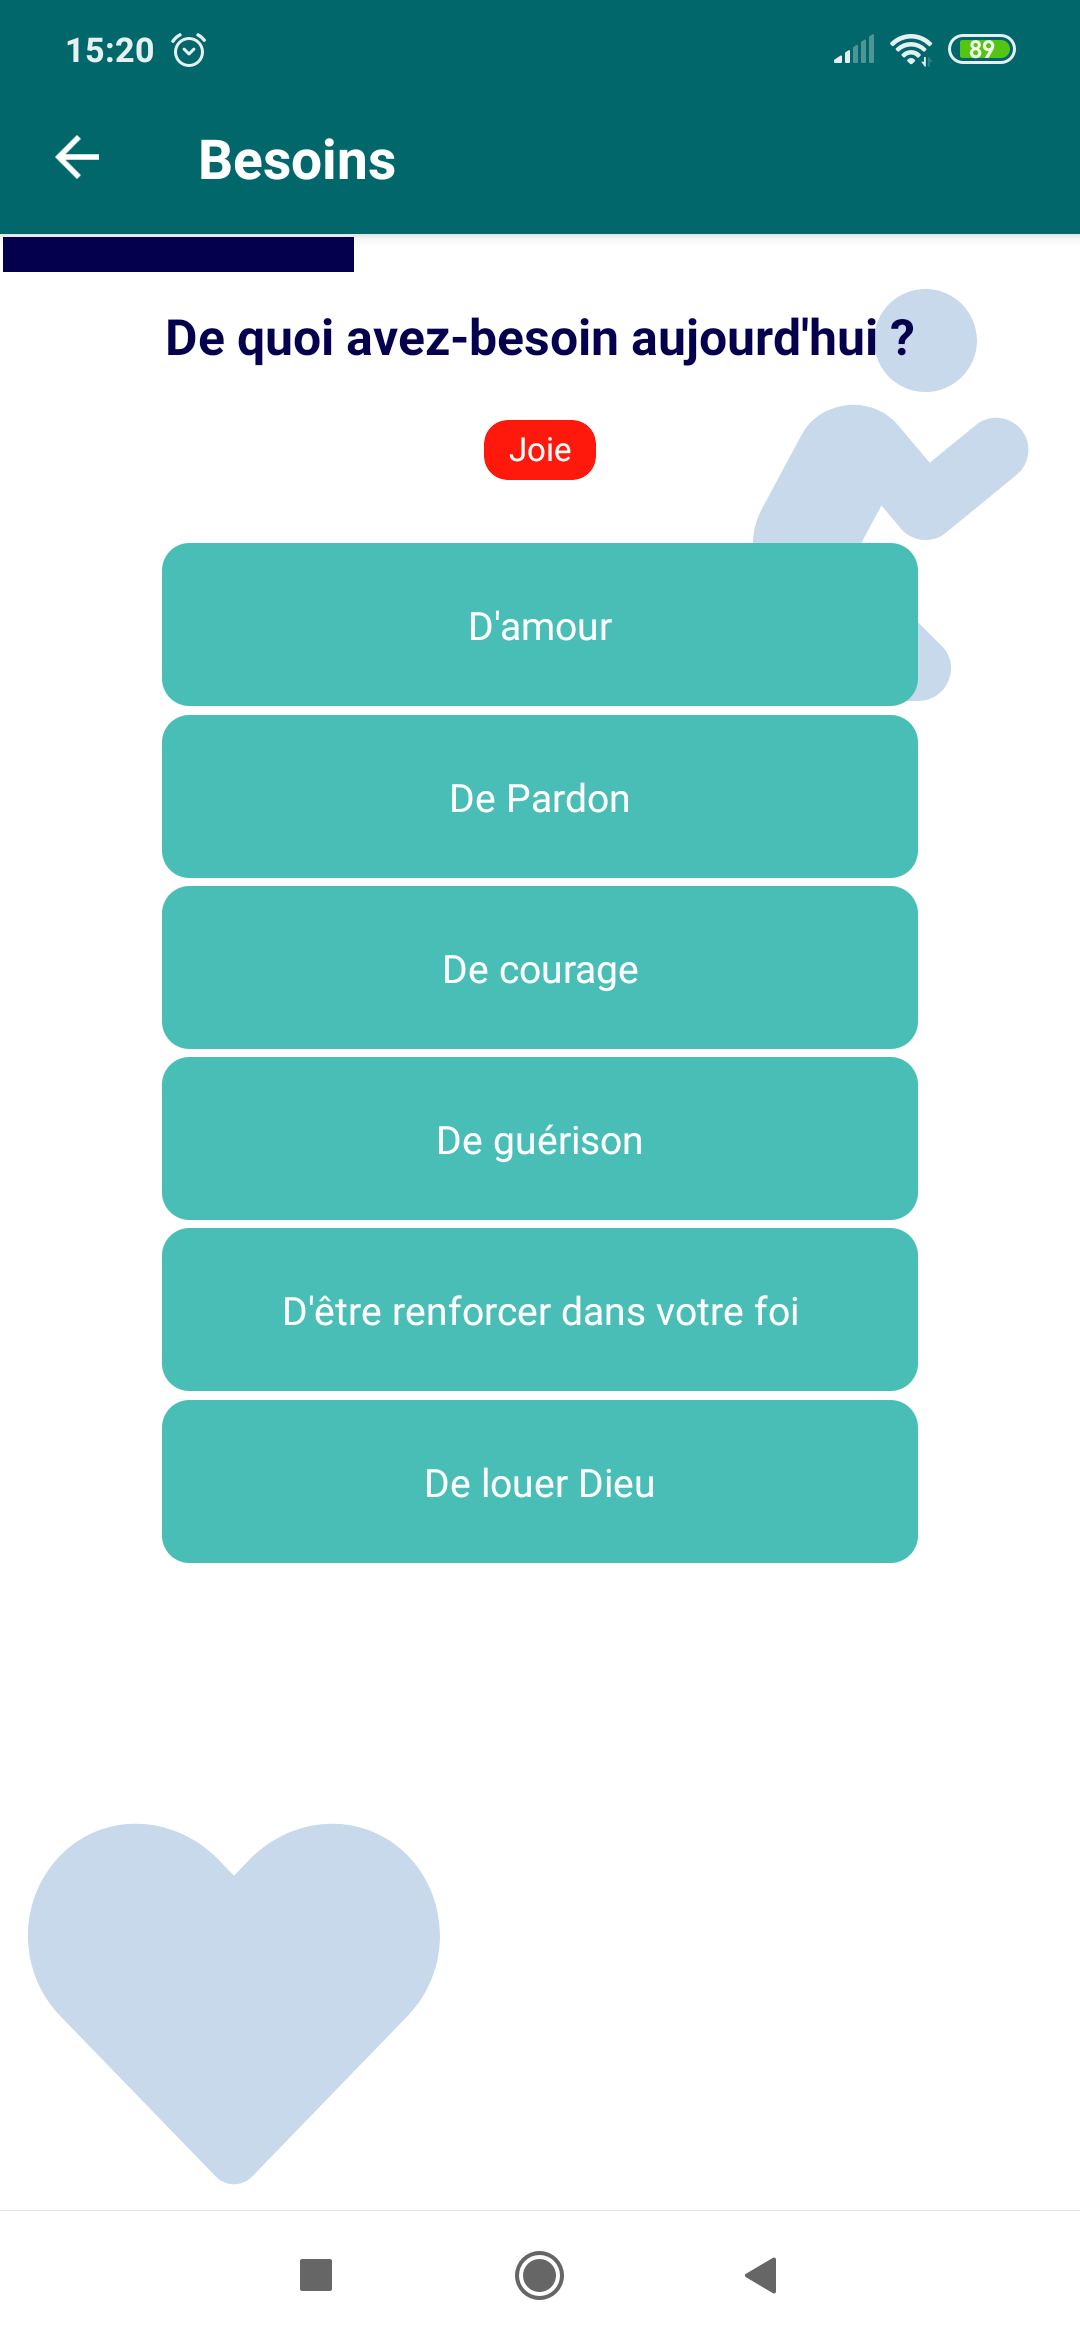 15:20
89
Besoins
De quoi avez-besoin aujourd'hui ?
Joie
D'amour
De Pardon
De courage
De guérison
D'être renforcer dans votre foi
De louer Dieu